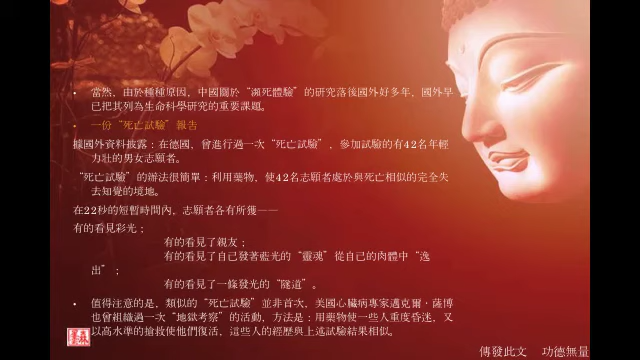 • 當然，由於種種原因，中國關於“瀕死體驗”的研究落後國外好多年，國外早
已把其列為生命科學研究的重要課題。
• 一份“死亡試驗”報告
據國外資料披露：在德國，曾進行過一次“死亡試驗”，參加試驗的有42名年輕
力壯的男女志願者。
“死亡試驗”的辦法很簡單：利用藥物，使42名志願者處於與死亡相似的完全失
去知覺的境地。
在22秒的短暫時間內，志願者各有所獲——
有的看見彩光；
有的看見了親友；
有的看見了自己發著藍光的“靈魂”從自己的肉體中“逸
出”；
有的看見了一條發光的“隧道”。
• 值得注意的是，類似的“死亡試驗”並非首次，美國心臟病專家邁克爾·薩博
也曾組織過一次“地獄考察”的活動，方法是：用藥物使一些人重度昏迷，又
以高水準的搶救使他們復活，這些人的經歷與上述試驗結果相似。
傳發此文 功德無量